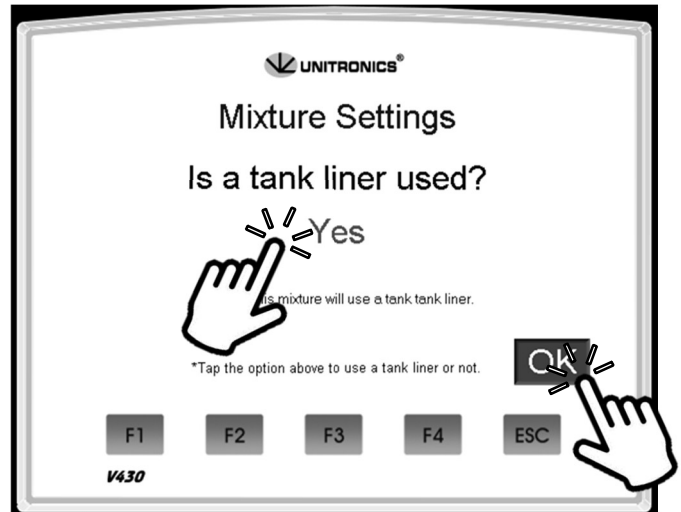 UNITRONICS®
Mixture Settings
Is a tank liner used?
Yes
mixture will use a tank tank liner.
*Tap the option above to use a tank liner or not.
OK
F1 F2 F3 F4 ESC
V430